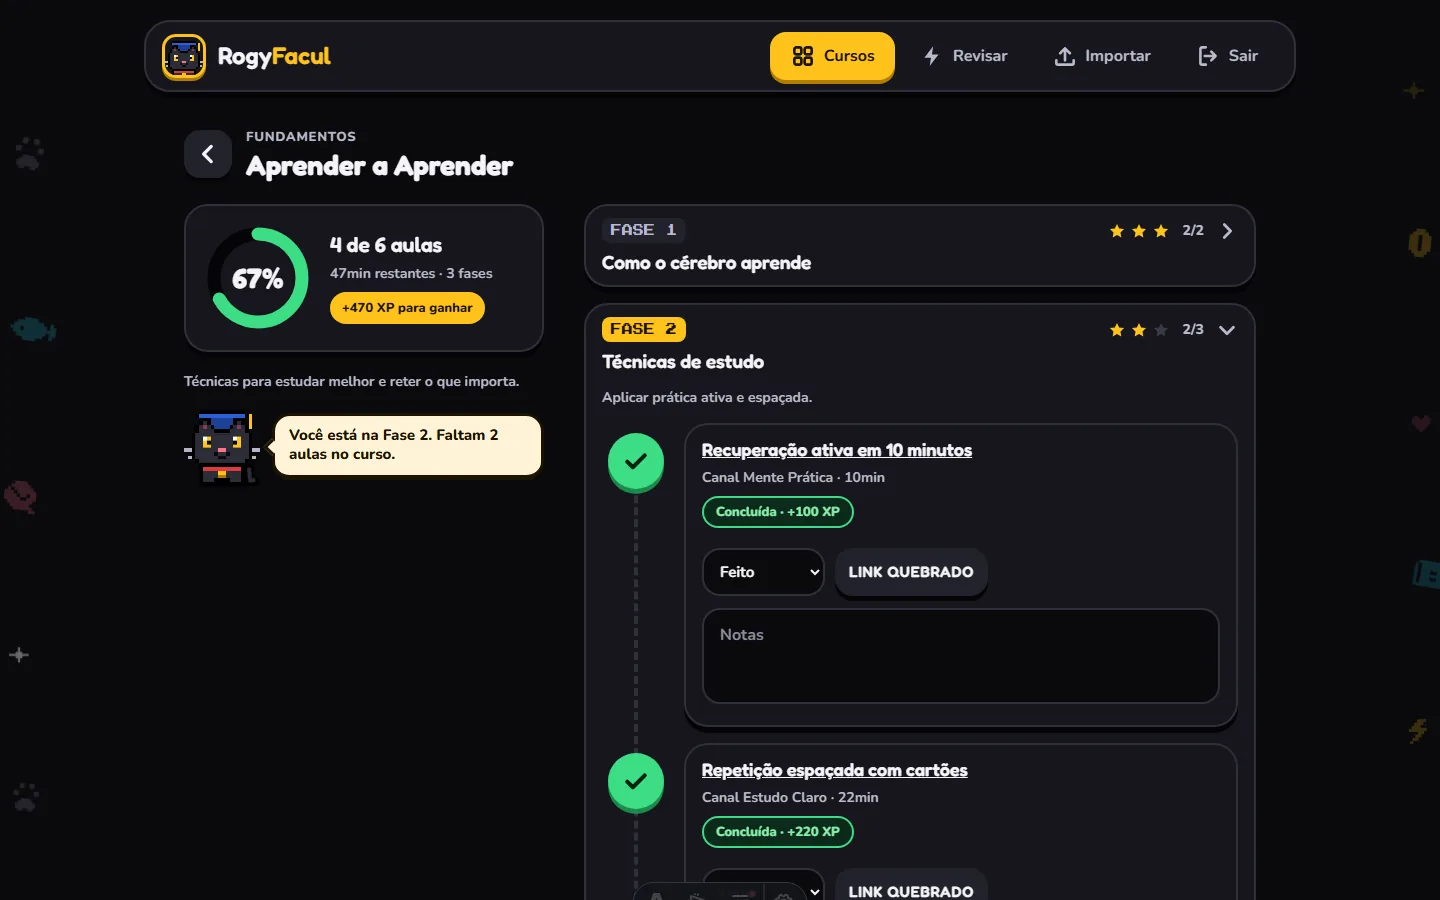 RogyFacul
Cursos
Revisar
Importar
Sair
FUNDAMENTOS
Aprender a Aprender
67%
4 de 6 aulas
47min restantes · 3 fases
+470 XP para ganhar
Técnicas para estudar melhor e reter o que importa.
Você está na Fase 2. Faltam 2
aulas no curso.
FASE 1
2/2
Como o cérebro aprende
FASE 2
2/3
Técnicas de estudo
Aplicar prática ativa e espaçada.
Recuperação ativa em 10 minutos
Canal Mente Prática · 10min
Concluída · +100 XP
Feito
LINK QUEBRADO
Notas
Repetição espaçada com cartões
Canal Estudo Claro · 22min
Concluída · +220 XP
LINK QUEBRADO